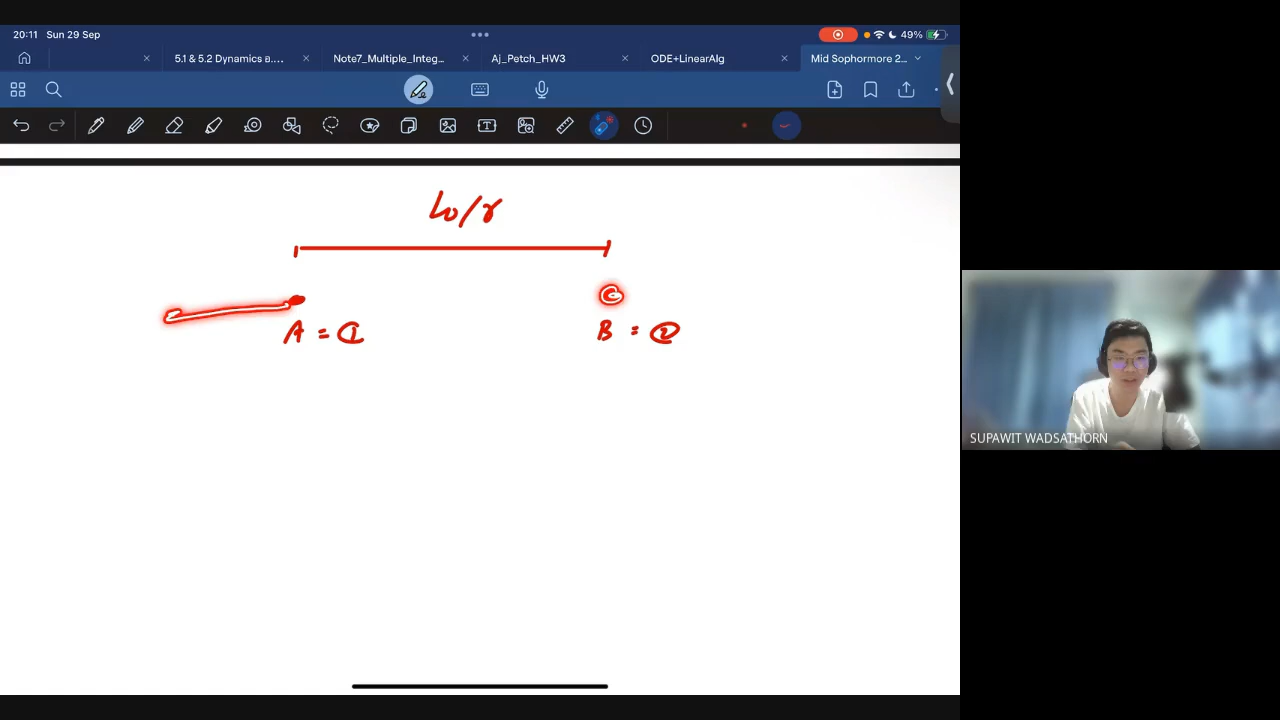 20:11 Sun 29 Sep
49%
5.1 & 5.2 Dynamics a....
Note7_Multiple_Integ...
Aj_Petch_HW3
ODE+LinearAlg
Mid Sophormore 2...
L₀/γ
A = ①
B = ②
SUPAWIT WADSATHORN